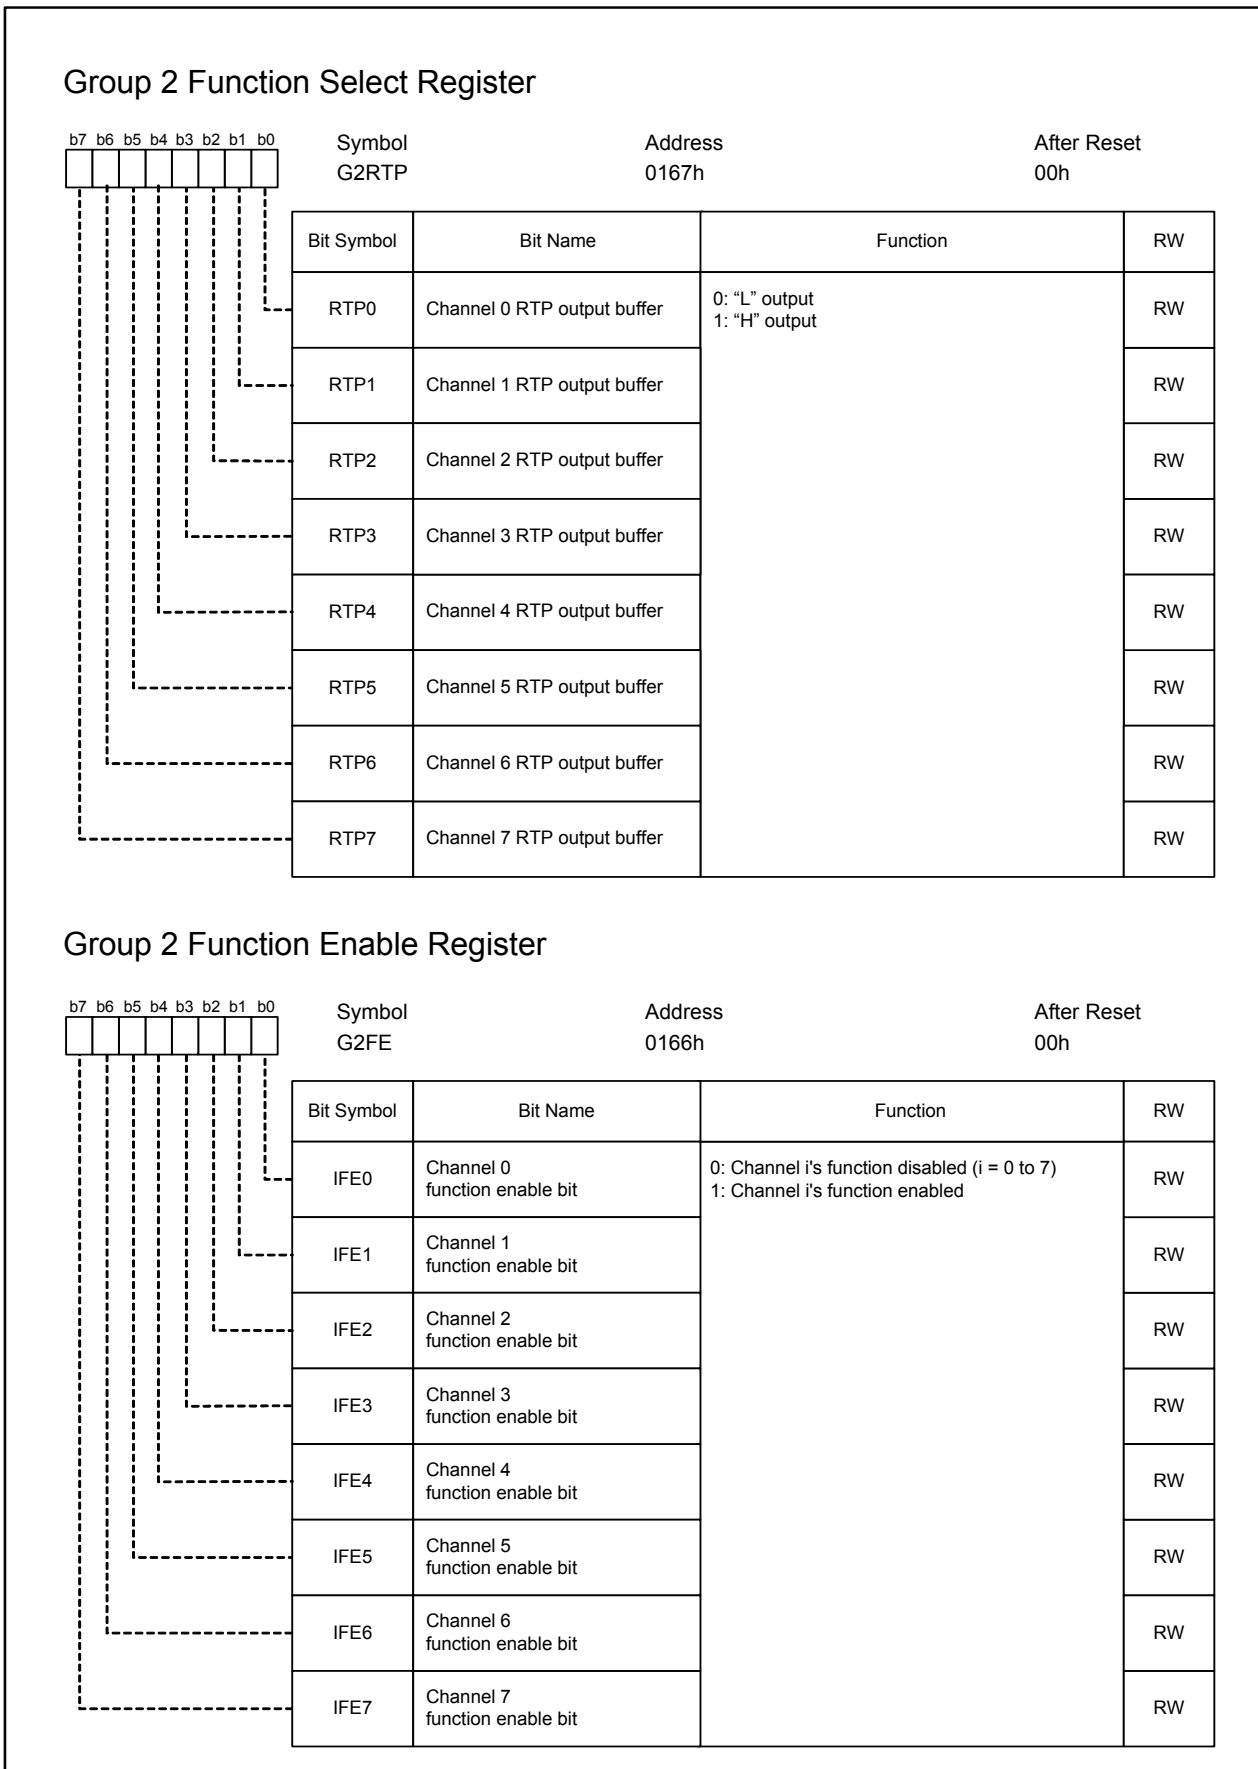 Group 2 Function Select Register
b7 b6 b5 b4 b3 b2 b1 b0
Symbol Address After Reset
G2RTP 0167h 00h
Bit Symbol Bit Name Function RW
RTP0 Channel 0 RTP output buffer 0: “L” output RW
1: “H” output
RTP1 Channel 1 RTP output buffer RW
RTP2 Channel 2 RTP output buffer RW
RTP3 Channel 3 RTP output buffer RW
RTP4 Channel 4 RTP output buffer RW
RTP5 Channel 5 RTP output buffer RW
RTP6 Channel 6 RTP output buffer RW
RTP7 Channel 7 RTP output buffer RW
Group 2 Function Enable Register
b7 b6 b5 b4 b3 b2 b1 b0
Symbol Address After Reset
G2FE 0166h 00h
Bit Symbol Bit Name Function RW
IFE0 Channel 0 0: Channel i's function disabled (i = 0 to 7) RW
function enable bit 1: Channel i's function enabled
IFE1 Channel 1 RW
function enable bit
IFE2 Channel 2 RW
function enable bit
IFE3 Channel 3 RW
function enable bit
IFE4 Channel 4 RW
function enable bit
IFE5 Channel 5 RW
function enable bit
IFE6 Channel 6 RW
function enable bit
IFE7 Channel 7 RW
function enable bit